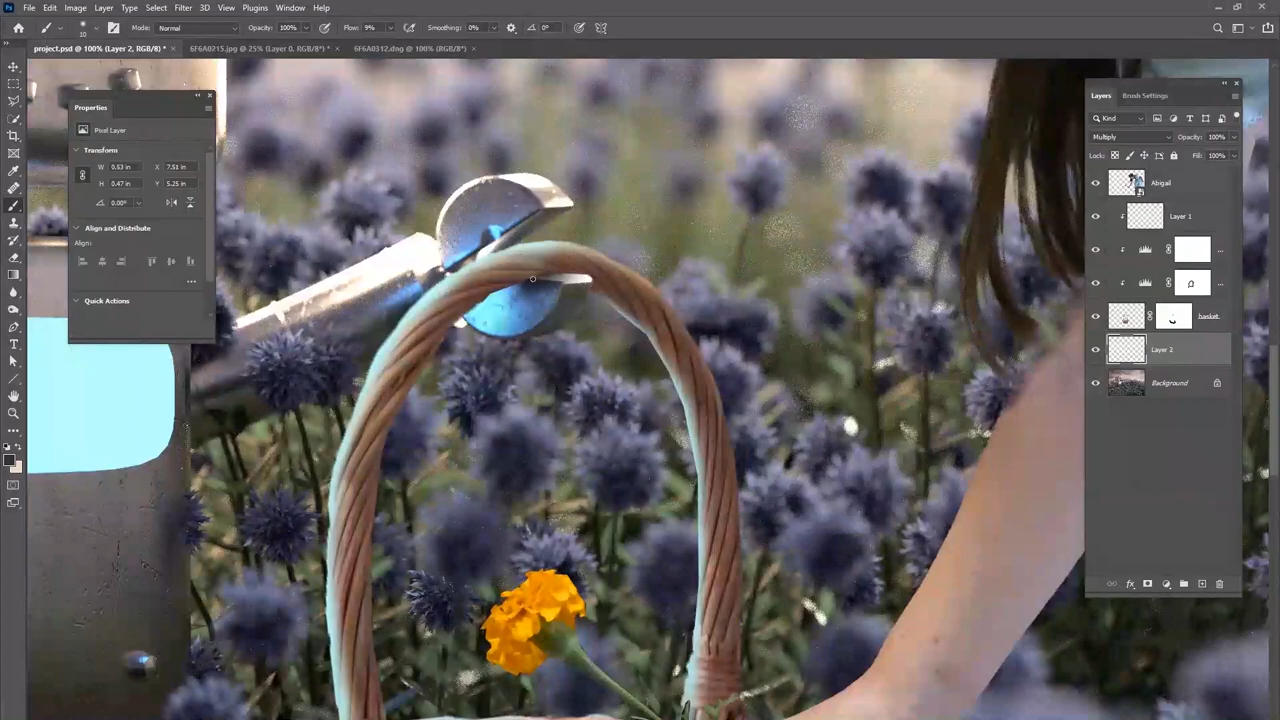 File Edit Image Layer Type Select Filter 3D View Plugins Window Help
10 Mode: Normal Opacity: 100% Flow: 9% Smoothing: 0% 0°
project.psd @ 100% (Layer 2, RGB/8) * × 6F6A0215.jpg @ 25% (Layer 0, RGB/8*) * × 6F6A0312.dng @ 100% (RGB/8*) ×
Properties
Pixel Layer
Transform
W 0.53 in X 7.51 in
H 0.47 in Y 5.25 in
0.00°
Align and Distribute
Align:
Quick Actions
Layers Brush Settings
Kind
Multiply Opacity: 100%
Lock: Fill: 100%
Abigail
Layer 1
basket
Layer 2
Background